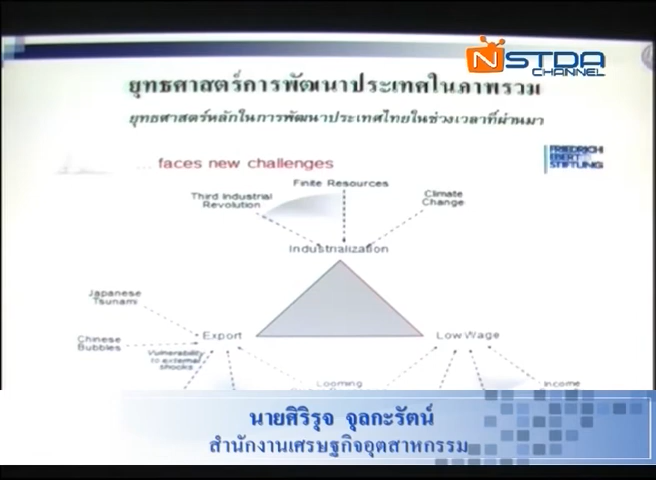 NSTDA
CHANNEL
ยุทธศาสตร์การพัฒนาประเทศในภาพรวม
ยุทธศาสตร์หลักในการพัฒนาประเทศไทยในช่วงเวลาที่ผ่านมา
... faces new challenges
FRIEDRICH
EBERT
STIFTUNG
Finite Resources
Third Industrial
Revolution
Climate
Change
Industrialization
Japanese
Tsunami
Export
Low Wage
Chinese
Bubbles
Vulnerability
to external
shocks
Looming
Income
นายศิริรุจ จุลกะรัตน์
สำนักงานเศรษฐกิจอุตสาหกรรม